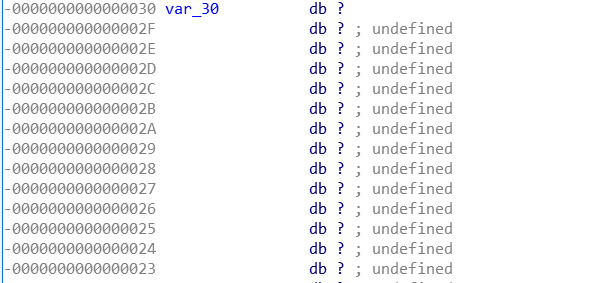 -0000000000000030 var_30 db ?
-000000000000002F db ? ; undefined
-000000000000002E db ? ; undefined
-000000000000002D db ? ; undefined
-000000000000002C db ? ; undefined
-000000000000002B db ? ; undefined
-000000000000002A db ? ; undefined
-0000000000000029 db ? ; undefined
-0000000000000028 db ? ; undefined
-0000000000000027 db ? ; undefined
-0000000000000026 db ? ; undefined
-0000000000000025 db ? ; undefined
-0000000000000024 db ? ; undefined
-0000000000000023 db ? ; undefined